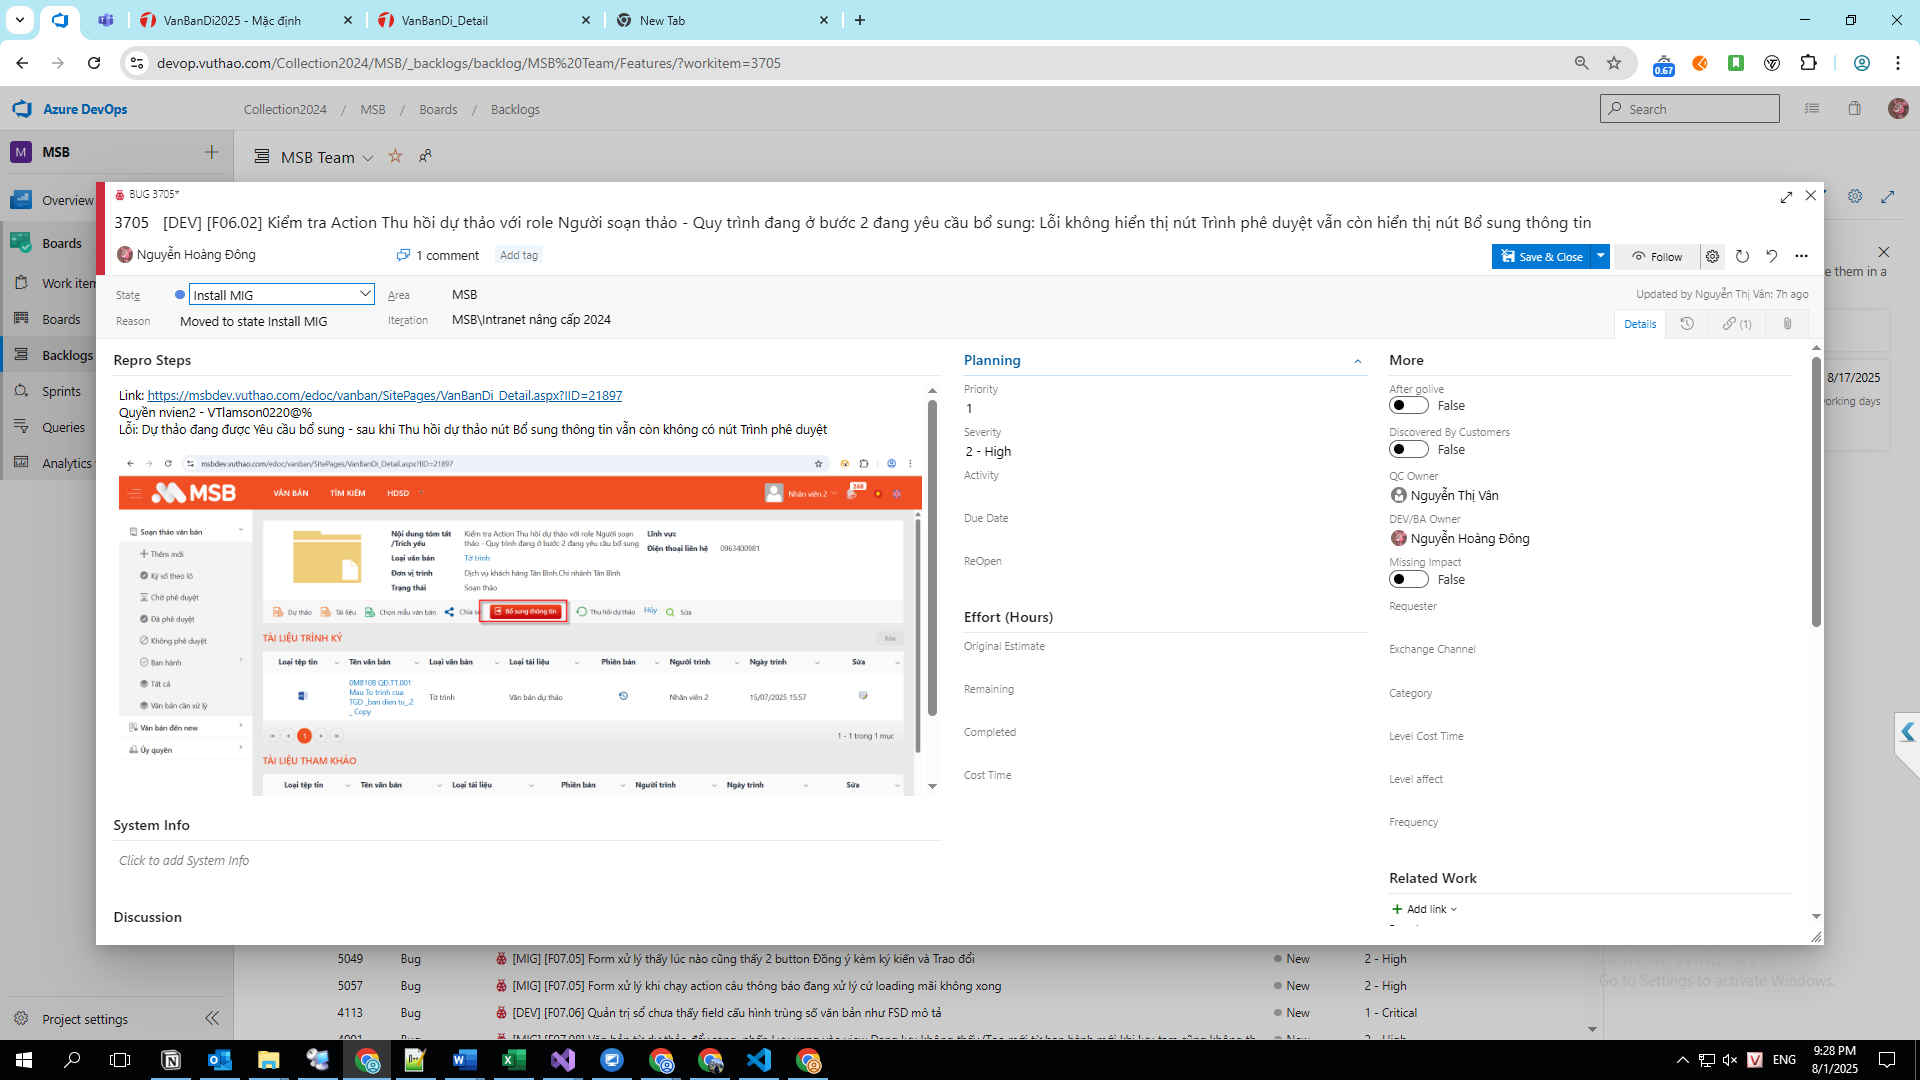 VanBanDi2025 - Mặc định
VanBanDi_Detail
New Tab
devop.vuthao.com/Collection2024/MSB/_backlogs/backlog/MSB%20Team/Features/?workitem=3705
0.67
Azure DevOps
Collection2024 / MSB / Boards / Backlogs
Search
M MSB
MSB Team
Overview
Boards
Work item
Boards
Backlogs
Sprints
Queries
Analytics
Project settings
e them in a
8/17/2025
orking days
BUG 3705*
3705 [DEV] [F06.02] Kiểm tra Action Thu hồi dự thảo với role Người soạn thảo - Quy trình đang ở bước 2 đang yêu cầu bổ sung: Lỗi không hiển thị nút Trình phê duyệt vẫn còn hiển thị nút Bổ sung thông tin
Nguyễn Hoàng Đông
1 comment
Add tag
Save & Close
Follow
State Install MIG
Area MSB
Updated by Nguyễn Thị Vân: 7h ago
Reason Moved to state Install MIG
Iteration MSB\Intranet nâng cấp 2024
Details
(1)
Repro Steps
Link: https://msbdev.vuthao.com/edoc/vanban/SitePages/VanBanDi_Detail.aspx?IID=21897
Quyền nvien2 - VTlamson0220@%
Lỗi: Dự thảo đang được Yêu cầu bổ sung - sau khi Thu hồi dự thảo nút Bổ sung thông tin vẫn còn không có nút Trình phê duyệt
msbdev.vuthao.com/edoc/vanban/SitePages/VanBanDi_Detail.aspx?IID=21897
MSB
VĂN BẢN TÌM KIẾM HDSD
Nhân viên 2
268
Soạn thảo văn bản
Thêm mới
Ký số theo lô
Chờ phê duyệt
Đã phê duyệt
Không phê duyệt
Ban hành
Tất cả
Văn bản cần xử lý
Văn bản đến new
Ủy quyền
Nội dung tóm tắt /Trích yếu
Kiểm tra Action Thu hồi dự thảo với role Người soạn thảo - Quy trình đang ở bước 2 đang yêu cầu bổ sung
Lĩnh vực
Điện thoại liên hệ 0963400981
Loại văn bản Tờ trình
Đơn vị trình Dịch vụ khách hàng Tân Bình.Chi nhánh Tân Bình
Trạng thái Soạn thảo
Dự thảo Tài liệu Chọn mẫu văn bản Chia sẻ Bổ sung thông tin Thu hồi dự thảo Hủy Sửa
TÀI LIỆU TRÌNH KÝ
Xóa
Loại tệp tin Tên văn bản Loại văn bản Loại tài liệu Phiên bản Người trình Ngày trình Sửa
0MB10B QĐ.TT.001
Mau To trinh cua
TGD _ban dien tu_2
_ Copy
Tờ trình Văn bản dự thảo Nhân viên 2 15/07/2025 15:57
1
1 - 1 trong 1 mục
TÀI LIỆU THAM KHẢO
Loại tệp tin Tên văn bản Loại tài liệu Phiên bản Người trình Ngày trình Sửa
System Info
Click to add System Info
Discussion
Planning
Priority
1
Severity
2 - High
Activity
Due Date
ReOpen
Effort (Hours)
Original Estimate
Remaining
Completed
Cost Time
More
After golive
False
Discovered By Customers
False
QC Owner
Nguyễn Thị Vân
DEV/BA Owner
Nguyễn Hoàng Đông
Missing Impact
False
Requester
Exchange Channel
Category
Level Cost Time
Level affect
Frequency
Related Work
Add link
5049 Bug [MIG] [F07.05] Form xử lý thấy lúc nào cũng thấy 2 button Đồng ý kèm ký kiến và Trao đổi New 2 - High
5057 Bug [MIG] [F07.05] Form xử lý khi chạy action câu thông báo đang xử lý cứ loading mãi không xong New 2 - High
4113 Bug [DEV] [F07.06] Quản trị sổ chưa thấy field cấu hình trùng số văn bản như FSD mô tả New 1 - Critical
Activate Windows
Go to Settings to activate Windows.
ENG
9:28 PM
8/1/2025